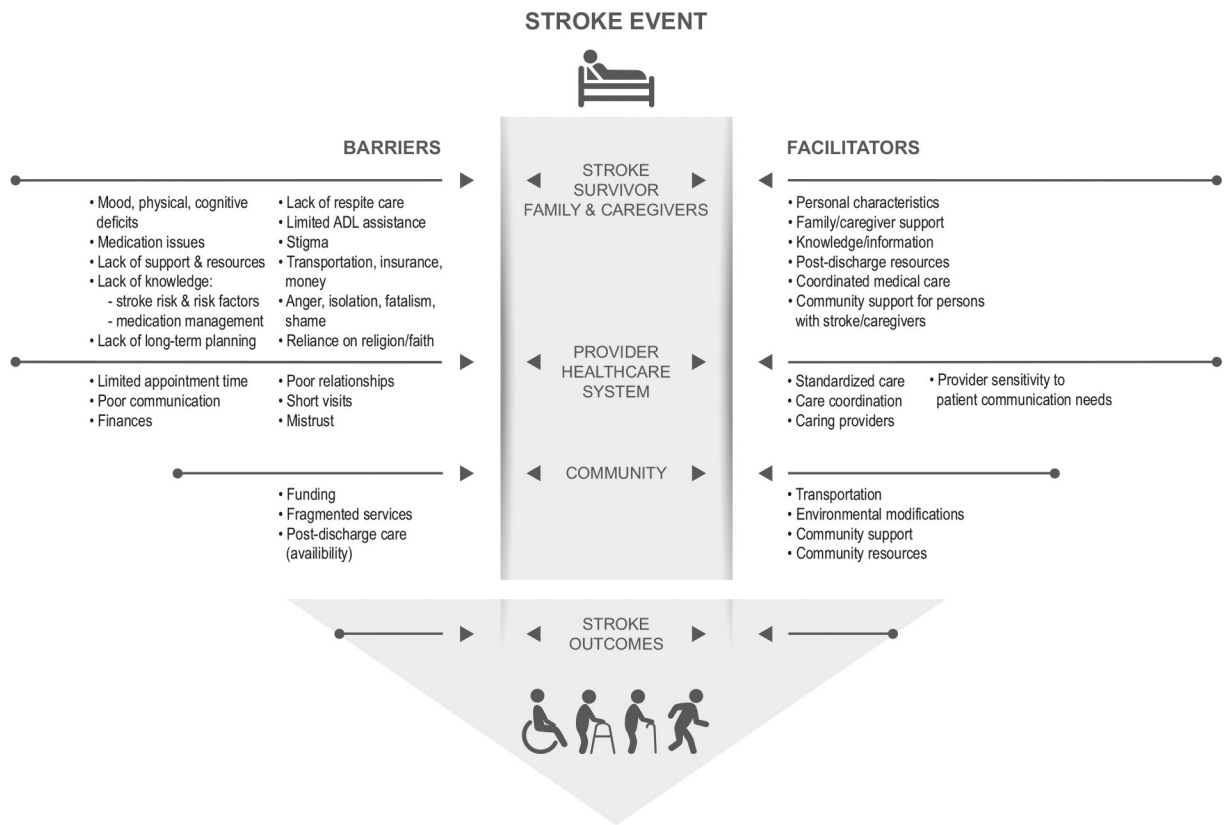 STROKE EVENT
BARRIERS
FACILITATORS
STROKE
SURVIVOR
FAMILY & CAREGIVERS
• Mood, physical, cognitive
deficits
• Medication issues
• Lack of support & resources
• Lack of knowledge:
- stroke risk & risk factors
- medication management
• Lack of long-term planning
• Lack of respite care
• Limited ADL assistance
• Stigma
• Transportation, insurance,
money
• Anger, isolation, fatalism,
shame
• Reliance on religion/faith
• Personal characteristics
• Family/caregiver support
• Knowledge/information
• Post-discharge resources
• Coordinated medical care
• Community support for persons
with stroke/caregivers
PROVIDER
HEALTHCARE
SYSTEM
• Limited appointment time
• Poor communication
• Finances
• Poor relationships
• Short visits
• Mistrust
• Standardized care
• Care coordination
• Caring providers
• Provider sensitivity to
patient communication needs
COMMUNITY
• Funding
• Fragmented services
• Post-discharge care
(availibility)
• Transportation
• Environmental modifications
• Community support
• Community resources
STROKE
OUTCOMES